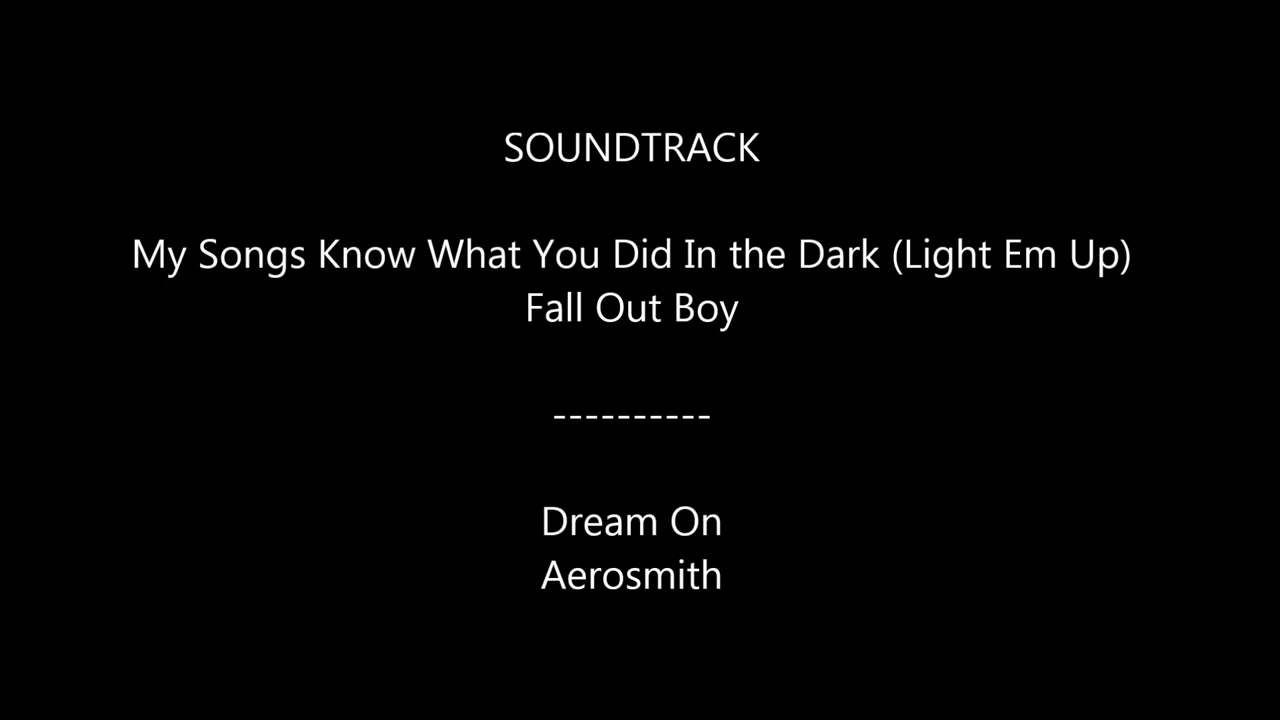 SOUNDTRACK
My Songs Know What You Did In the Dark (Light Em Up)
Fall Out Boy
----------
Dream On
Aerosmith